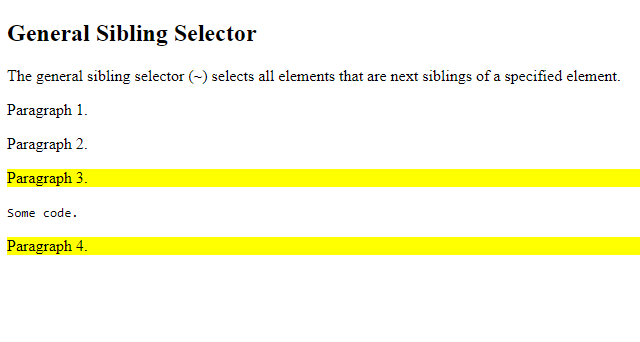 General Sibling Selector
The general sibling selector (~) selects all elements that are next siblings of a specified element.
Paragraph 1.
Paragraph 2.
Paragraph 3.
Some code.
Paragraph 4.